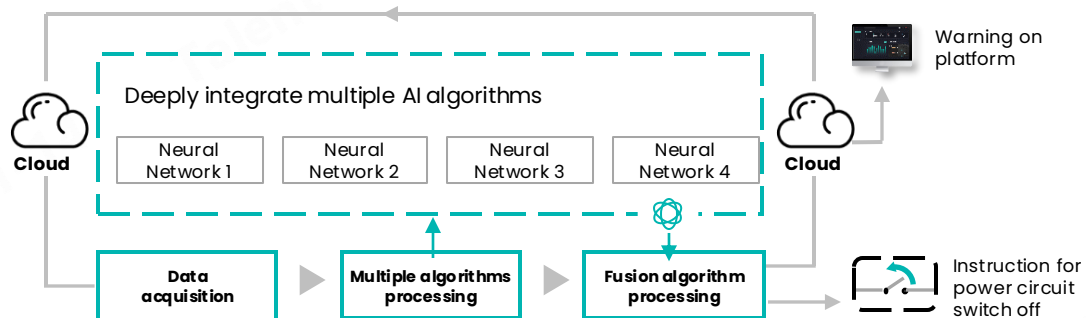 Warning on
platform
Deeply integrate multiple AI algorithms
Neural
Network 1
Neural
Network 2
Neural
Network 3
Neural
Network 4
Cloud
Cloud
Data
acquisition
Multiple algorithms
processing
Fusion algorithm
processing
Instruction for
power circuit
switch off